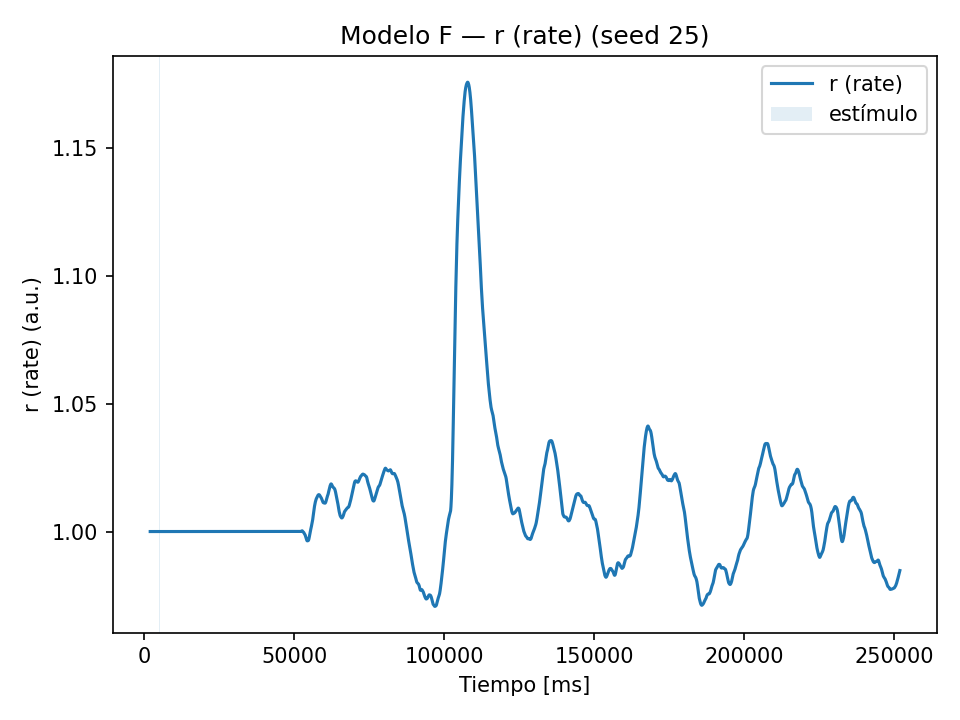 Modelo F — r (rate) (seed 25)
r (rate)
estímulo
r (rate) (a.u.)
1.15
1.10
1.05
1.00
0
50000
100000
150000
200000
250000
Tiempo [ms]